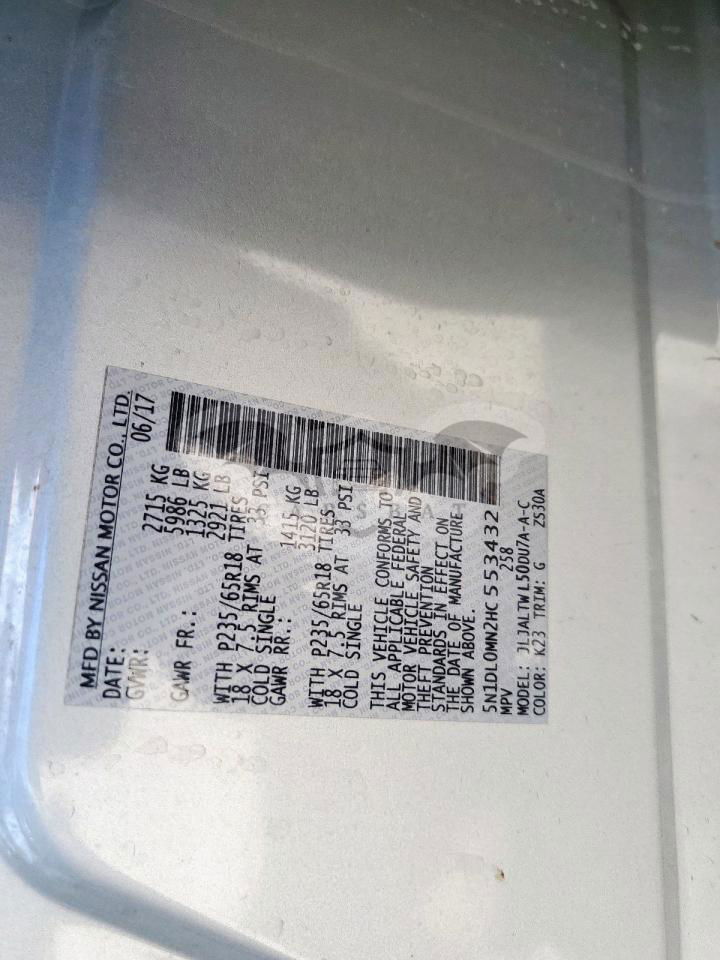 MFD BY NISSAN MOTOR CO., LTD.
DATE: 06/17
GVWR: 2715 KG
5986 LB
GAWR FR.: 1325 KG
2921 LB
WITH P235/65R18 TIRES
18 X 7.5 RIMS AT 33 PSI
COLD SINGLE
GAWR RR.: 1415 KG
3120 LB
WITH P235/65R18 TIRES
18 X 7.5 RIMS AT 33 PSI
COLD SINGLE
THIS VEHICLE CONFORMS TO
ALL APPLICABLE FEDERAL
MOTOR VEHICLE SAFETY AND
THEFT PREVENTION
STANDARDS IN EFFECT ON
THE DATE OF MANUFACTURE
SHOWN ABOVE.
5N1DL0MN2HC553432
MPV 258
MODEL: JLJALTWL50DU7A-A-C
COLOR: K23 TRIM: G ZS30A